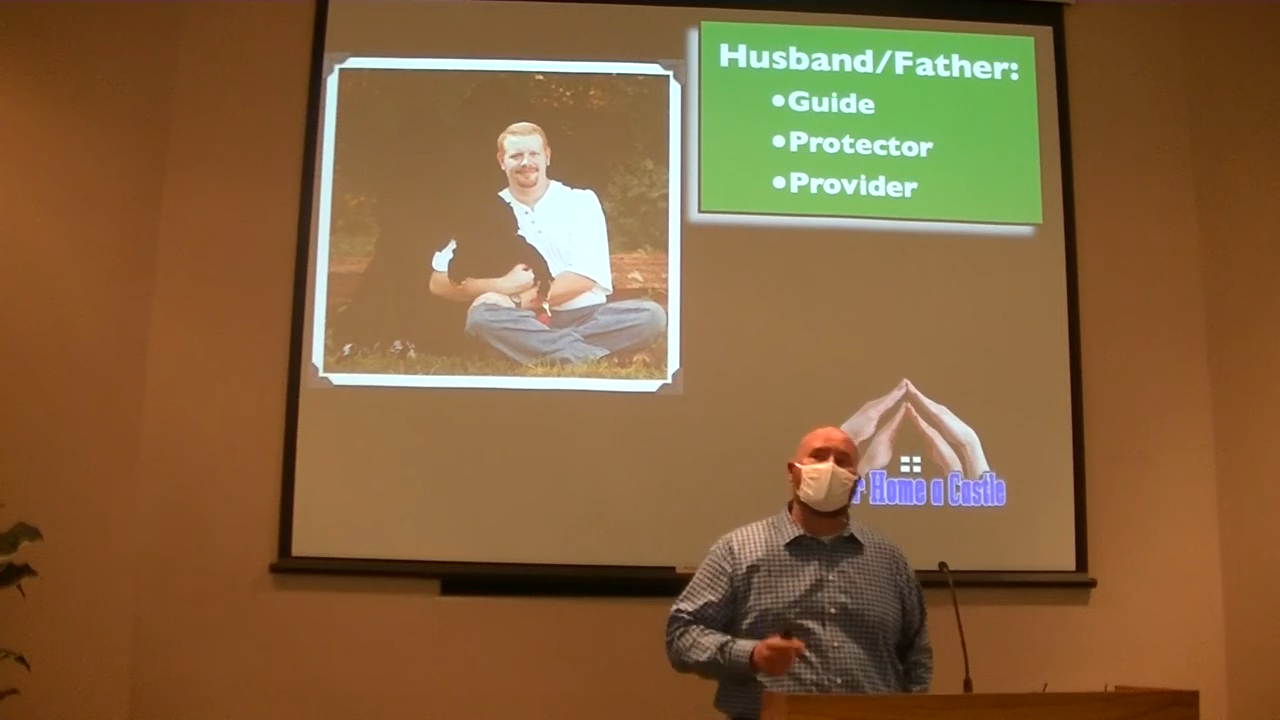 Husband/Father:
•Guide
•Protector
•Provider
r Home a Castle